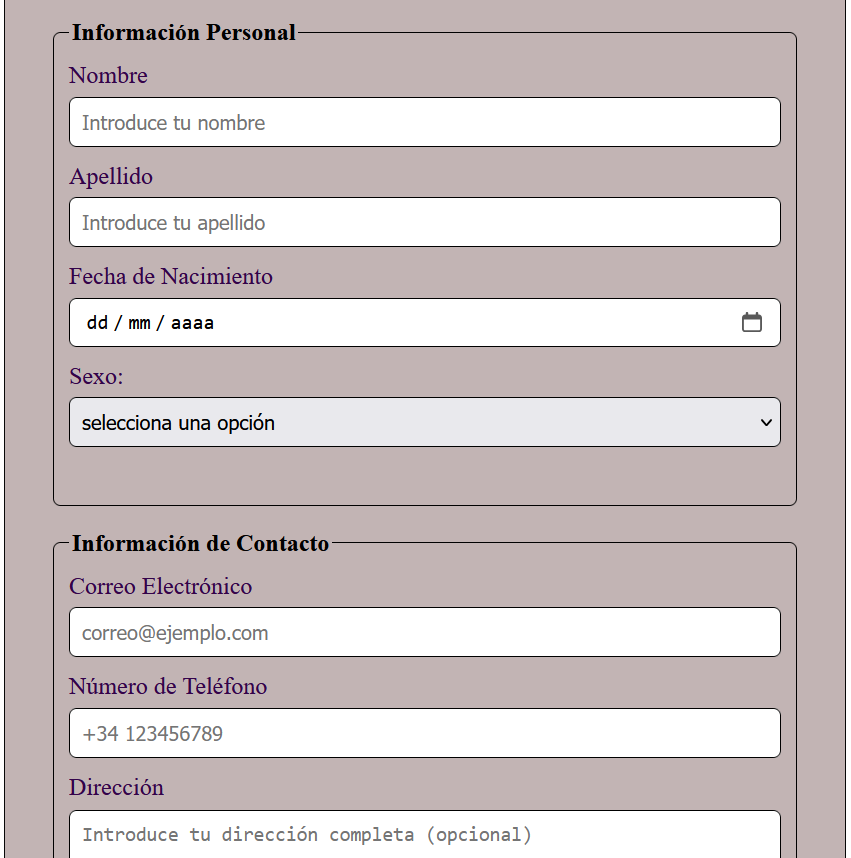 Información Personal
Nombre
Introduce tu nombre
Apellido
Introduce tu apellido
Fecha de Nacimiento
dd / mm / aaaa
Sexo:
selecciona una opción
Información de Contacto
Correo Electrónico
correo@ejemplo.com
Número de Teléfono
+34 123456789
Dirección
Introduce tu dirección completa (opcional)